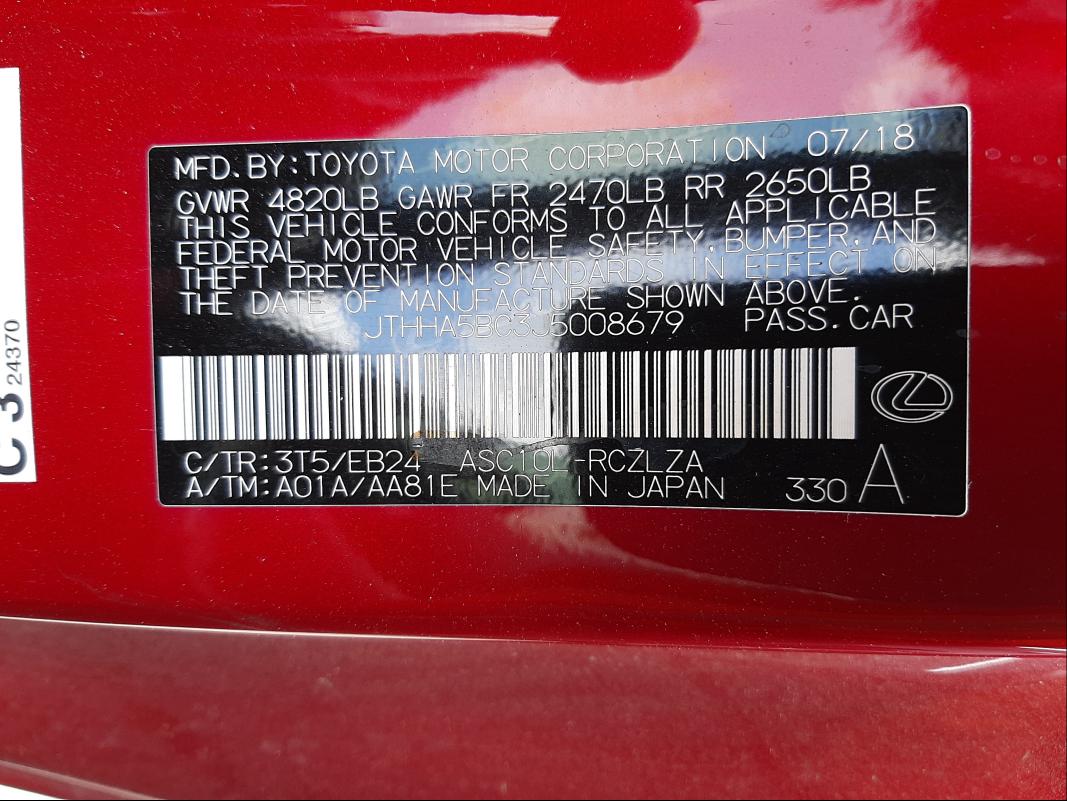 MFD. BY: TOYOTA MOTOR CORPORATION 07/18
GVWR 4820LB GAWR FR 2470LB RR 2650LB
THIS VEHICLE CONFORMS TO ALL APPLICABLE
FEDERAL MOTOR VEHICLE SAFETY, BUMPER, AND
THEFT PREVENTION STANDARDS IN EFFECT ON
THE DATE OF MANUFACTURE SHOWN ABOVE.
JTHHA5BC3J5008679 PASS.CAR
C/TR: 3T5/EB24 ASC10L-RCZLZA
A/TM: A01A/AA81E MADE IN JAPAN 330 A
24370